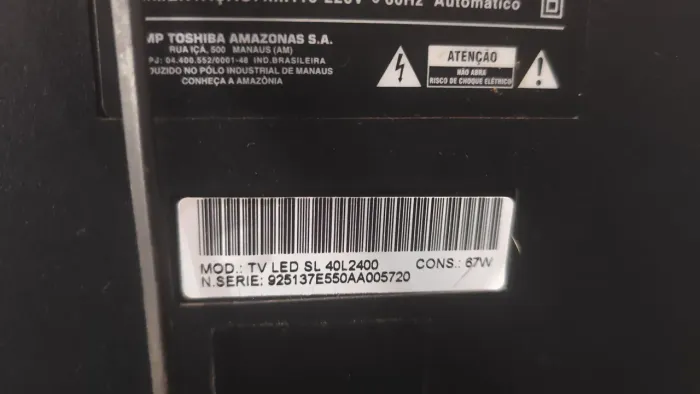 60Hz Automático
MP TOSHIBA AMAZONAS S.A.
RUA IÇÁ, 500 MANAUS (AM)
PJ: 04.400.552/0001-48 IND.BRASILEIRA
DUZIDO NO PÓLO INDUSTRIAL DE MANAUS
CONHEÇA A AMAZÔNIA
ATENÇÃO
NÃO ABRA
RISCO DE CHOQUE ELÉTRICO
MOD.: TV LED SL 40L2400 CONS.: 67W
N.SERIE: 925137E550AA005720